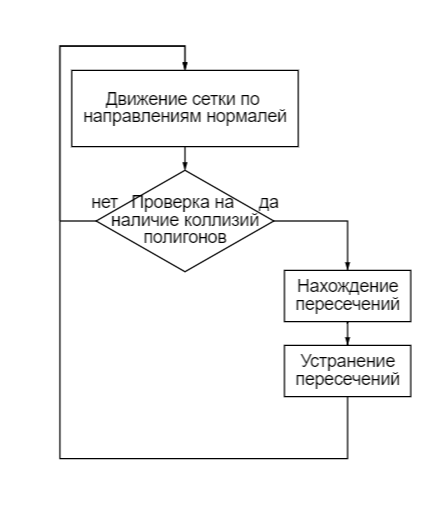 Движение сетки по
направлениям нормалей
нет Проверка на да
наличие коллизий
полигонов
Нахождение
пересечений
Устранение
пересечений